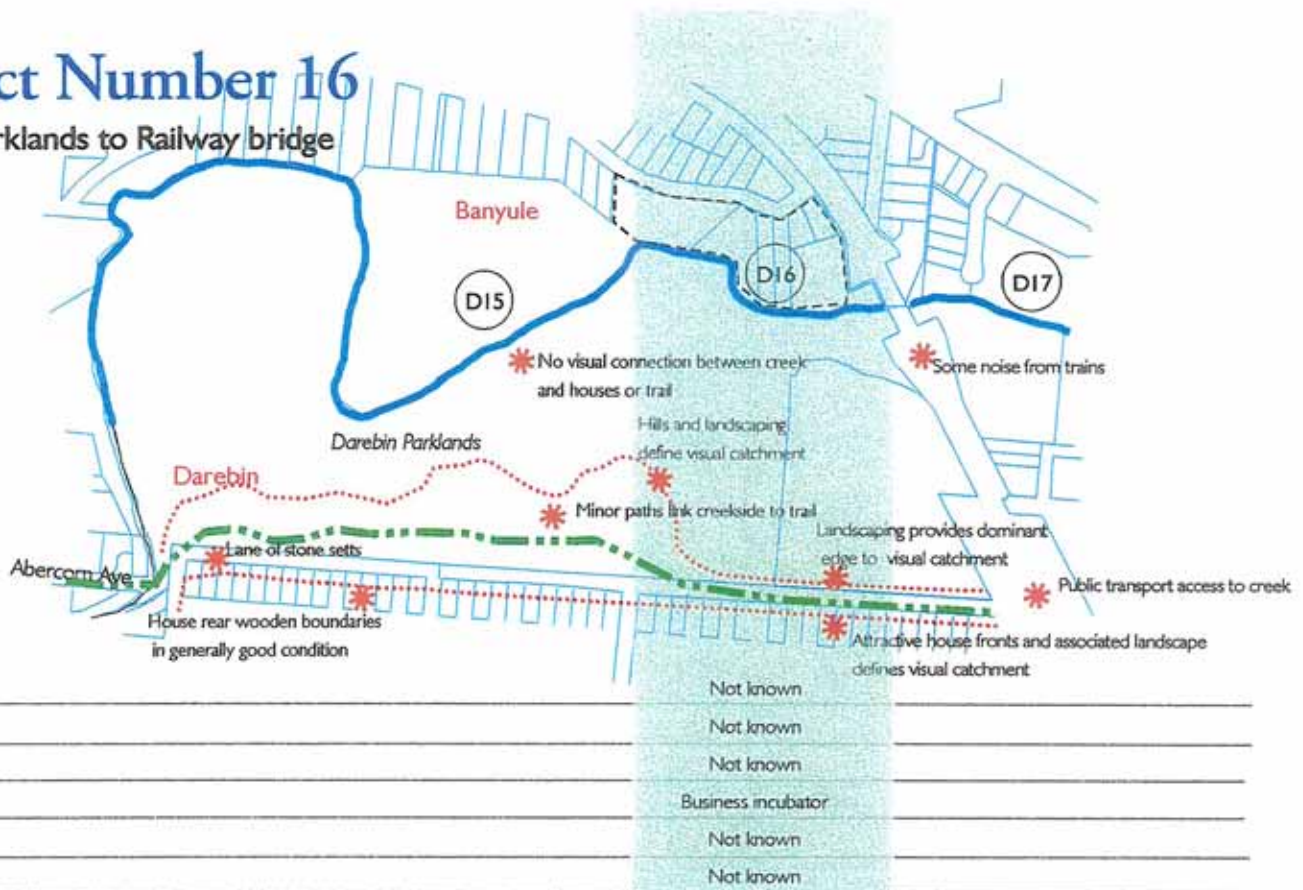 ct Number 16
rklands to Railway bridge
Banyule
D15
D16
D17
No visual connection between creek
and houses or trail
Some noise from trains
Hills and landscaping
define visual catchment
Darebin Parklands
Darebin
Minor paths link creekside to trail
Landscaping provides dominant
edge to visual catchment
Lane of stone setts
Abercorn Ave
Public transport access to creek
House rear wooden boundaries
in generally good condition
Attractive house fronts and associated landscape
defines visual catchment
Not known
Not known
Not known
Business incubator
Not known
Not known